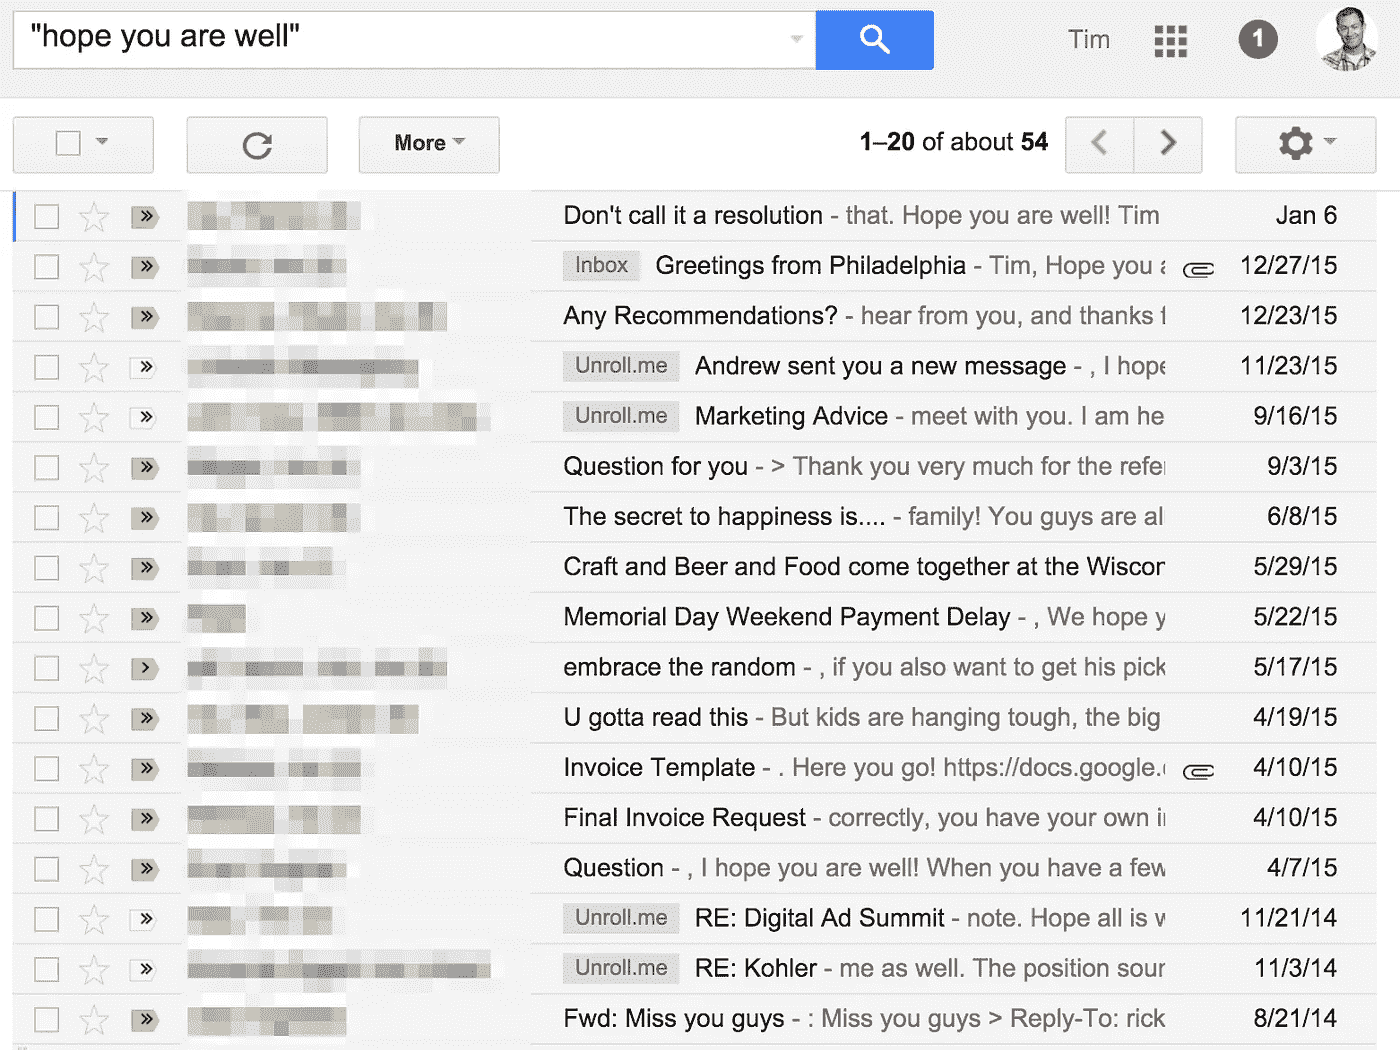 "hope you are well"
Tim
1
More
1–20 of about 54
Don't call it a resolution - that. Hope you are well! Tim Jan 6
Inbox Greetings from Philadelphia - Tim, Hope you 12/27/15
Any Recommendations? - hear from you, and thanks 12/23/15
Unroll.me Andrew sent you a new message - , I hope 11/23/15
Unroll.me Marketing Advice - meet with you. I am he 9/16/15
Question for you - > Thank you very much for the refe 9/3/15
The secret to happiness is.... - family! You guys are al 6/8/15
Craft and Beer and Food come together at the Wiscon 5/29/15
Memorial Day Weekend Payment Delay - , We hope y 5/22/15
embrace the random - , if you also want to get his pick 5/17/15
U gotta read this - But kids are hanging tough, the big 4/19/15
Invoice Template - . Here you go! https://docs.google. 4/10/15
Final Invoice Request - correctly, you have your own i 4/10/15
Question - , I hope you are well! When you have a few 4/7/15
Unroll.me RE: Digital Ad Summit - note. Hope all is w 11/21/14
Unroll.me RE: Kohler - me as well. The position sour 11/3/14
Fwd: Miss you guys - : Miss you guys > Reply-To: rick 8/21/14